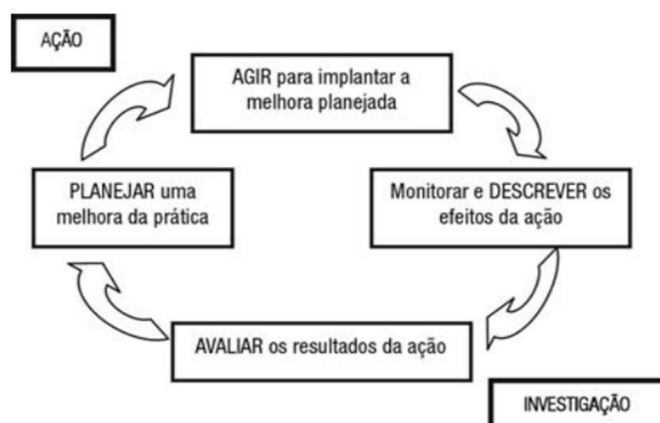 AÇÃO
AGIR para implantar a
melhora planejada
PLANEJAR uma
melhora da prática
Monitorar e DESCREVER os
efeitos da ação
AVALIAR os resultados da ação
INVESTIGAÇÃO